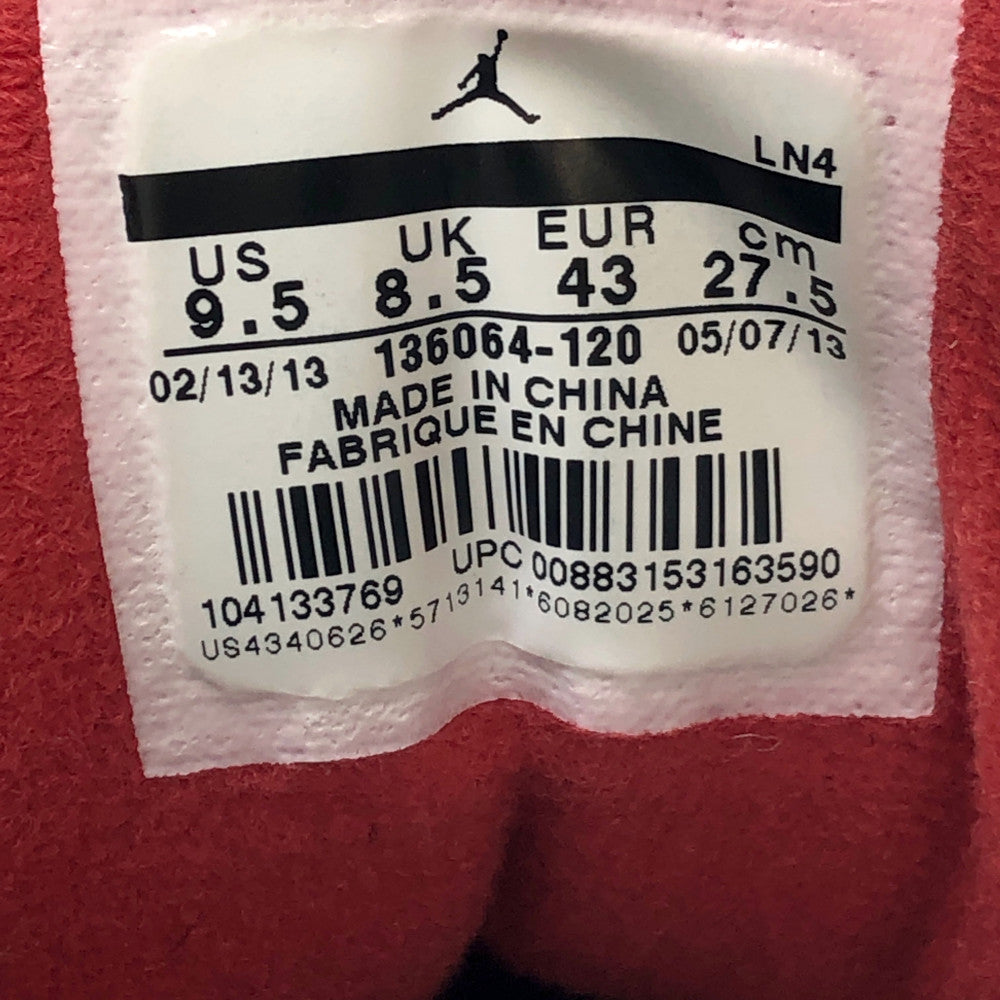 LN4
US UK EUR cm
9.5 8.5 43 27.5
02/13/13 136064-120 05/07/13
MADE IN CHINA
FABRIQUE EN CHINE
104133769 UPC 00883153163590
US4340626*5713141*6082025*6127026*